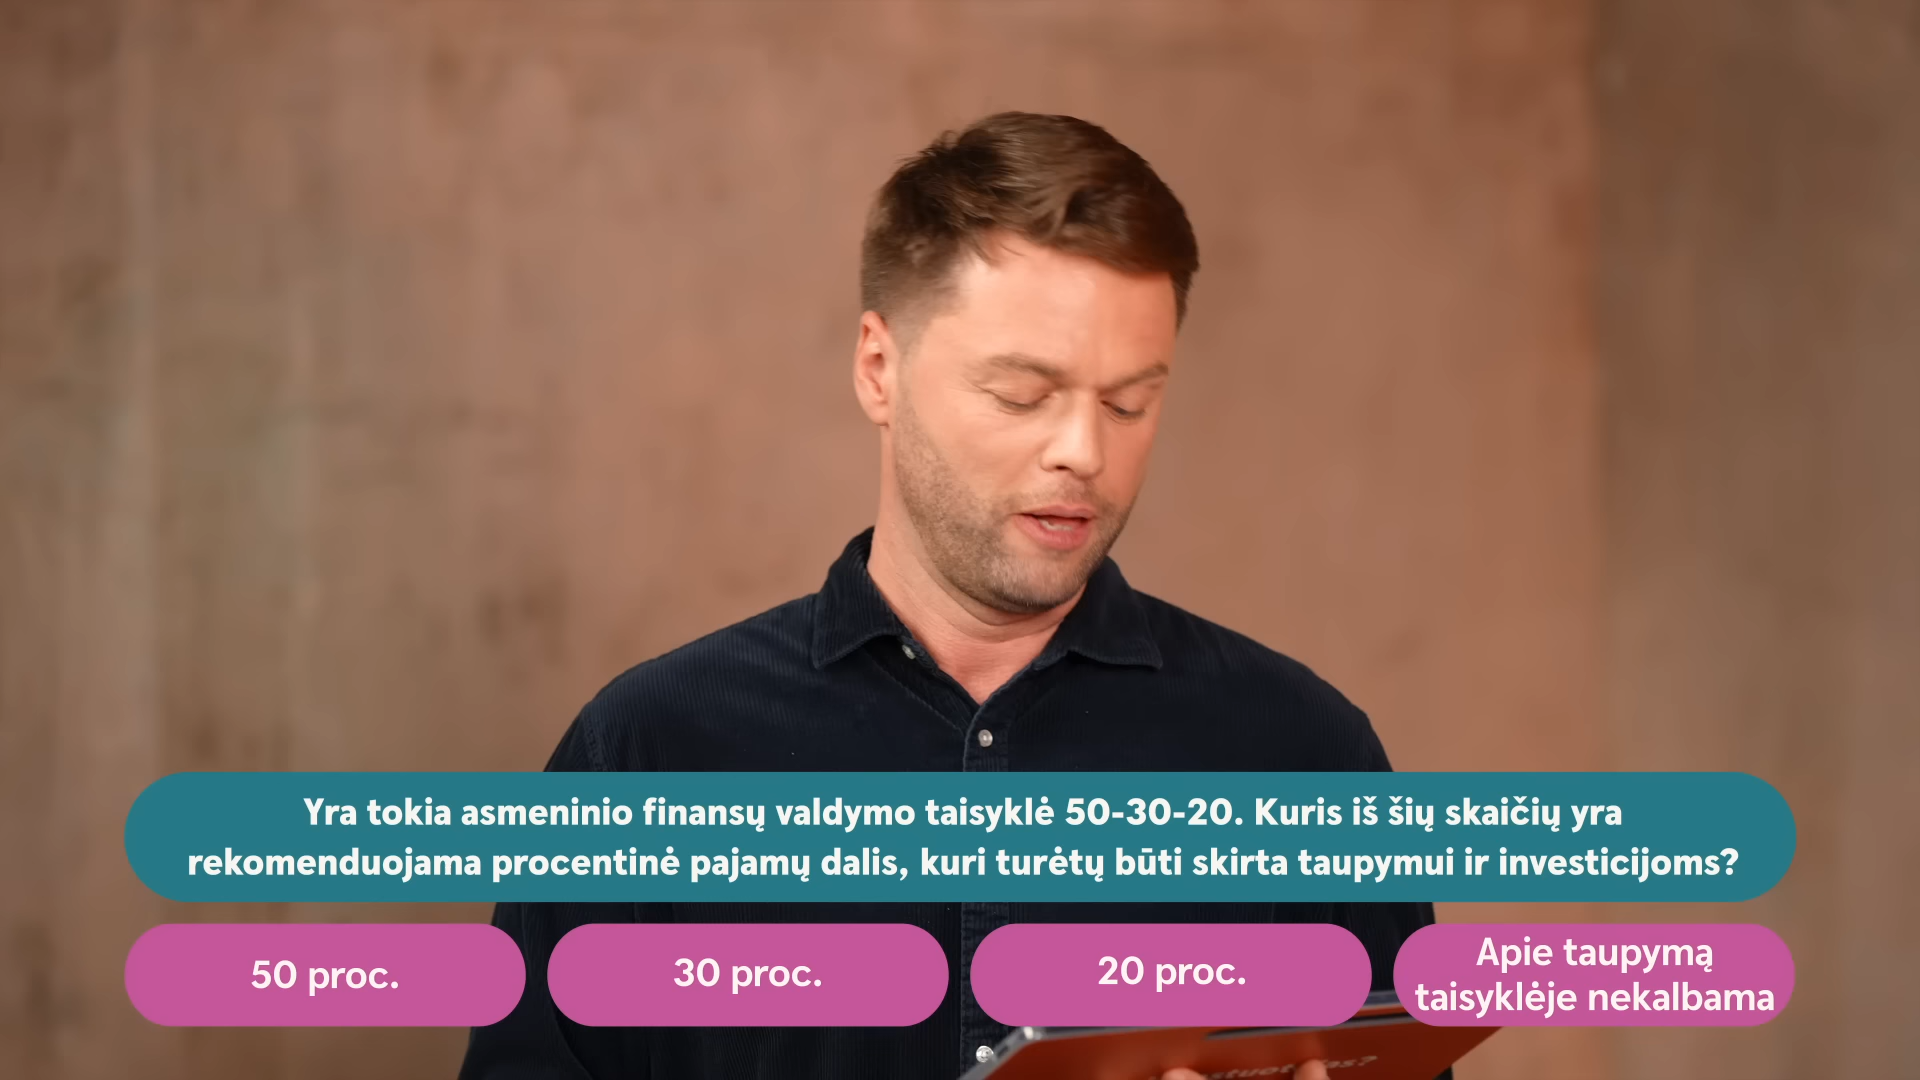 Yra tokia asmeninio finansų valdymo taisyklė 50-30-20. Kuris iš šių skaičių yra
rekomenduojama procentinė pajamų dalis, kuri turėtų būti skirta taupymui ir investicijoms?
50 proc.
30 proc.
20 proc.
Apie taupymą
taisyklėje nekalbama